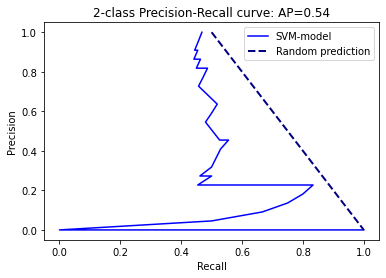 2-class Precision-Recall curve: AP=0.54
SVM-model
Random prediction
Precision
1.0
0.8
0.6
0.4
0.2
0.0
0.0 0.2 0.4 0.6 0.8 1.0
Recall